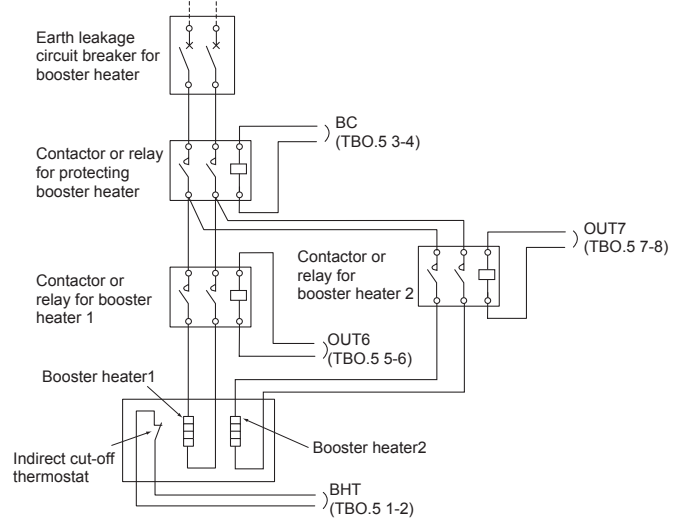 Earth leakage
circuit breaker for
booster heater
BC
(TBO.5 3-4)
Contactor or relay
for protecting
booster heater
OUT7
(TBO.5 7-8)
Contactor or
relay for
booster heater 2
Contactor or
relay for booster
heater 1
OUT6
(TBO.5 5-6)
Booster heater1
Booster heater2
Indirect cut-off
thermostat
BHT
(TBO.5 1-2)